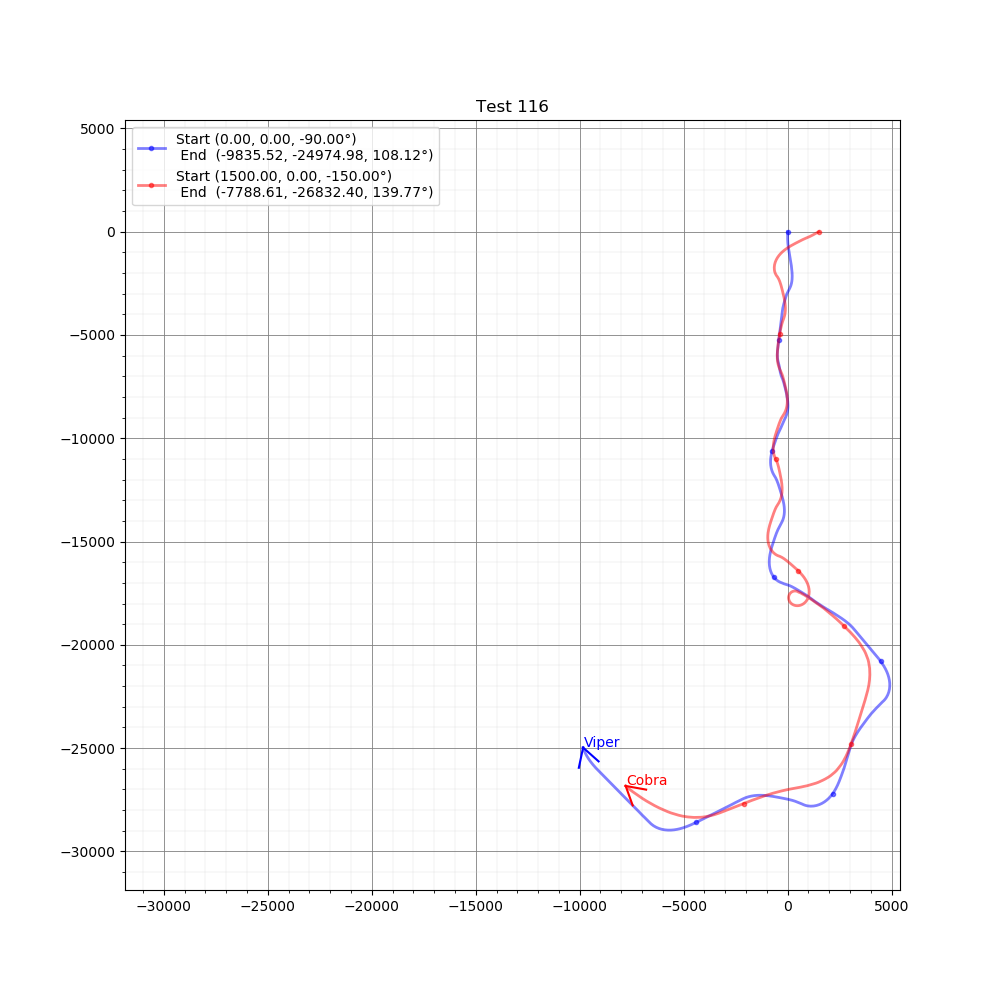 Test 116
Start (0.00, 0.00, -90.00°)
End (-9835.52, -24974.98, 108.12°)
Start (1500.00, 0.00, -150.00°)
End (-7788.61, -26832.40, 139.77°)
5000
0
−5000
−10000
−15000
−20000
−25000
−30000
Viper
Cobra
−30000 −25000 −20000 −15000 −10000 −5000 0 5000